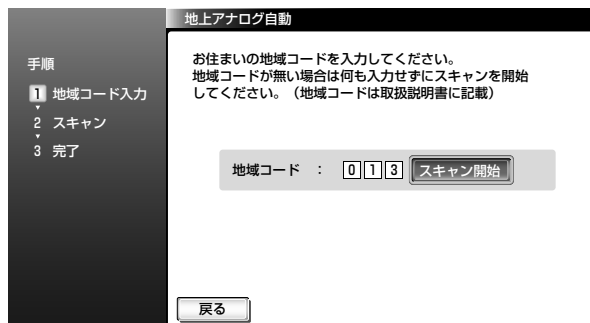 地上アナログ自動
手順
1 地域コード入力
2 スキャン
3 完了
お住まいの地域コードを入力してください。
地域コードが無い場合は何も入力せずにスキャンを開始
してください。（地域コードは取扱説明書に記載）
地域コード ： 0 1 3 スキャン開始
戻る